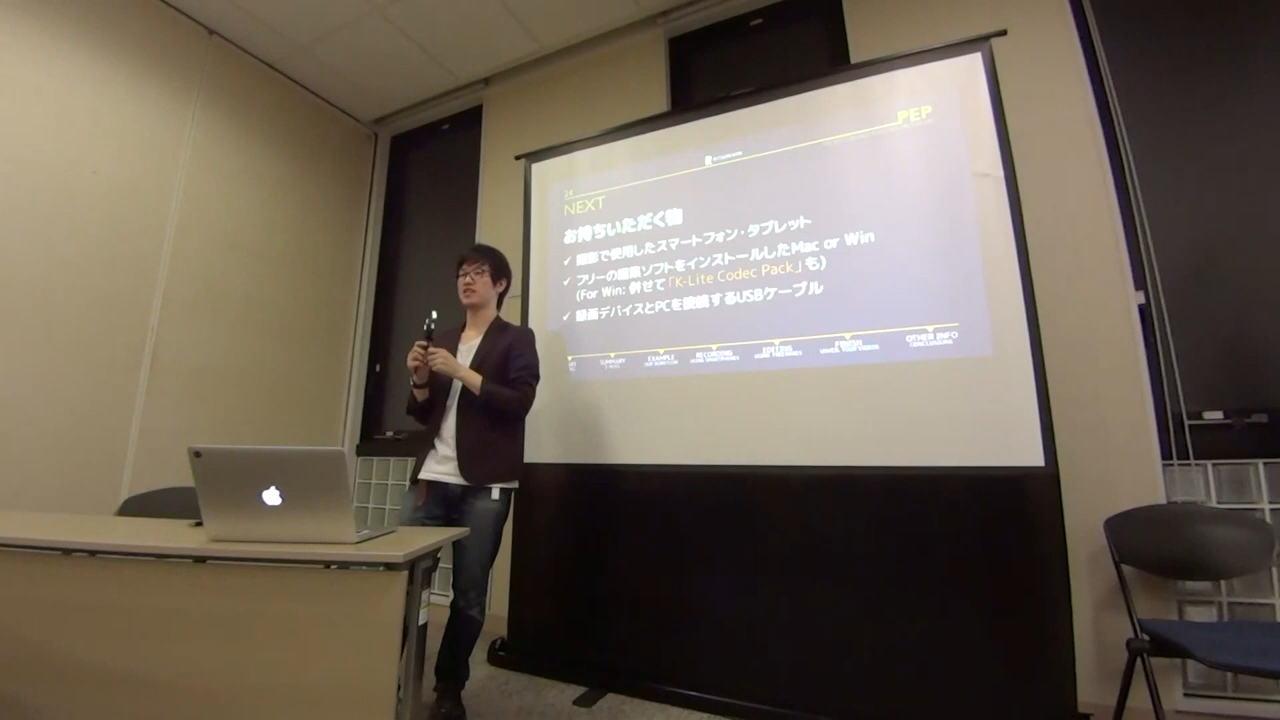 PEP
24
NEXT
お持ちいただく物
✓ 撮影で使用したスマートフォン・タブレット
✓ フリーの編集ソフトをインストールしたMac or Win
(For Win: 併せて「K-Lite Codec Pack」も)
✓ 録画デバイスとPCを接続するUSBケーブル
SUMMARY
EXAMPLE
RECORDING
EDITING
FINISH
OTHER INFO